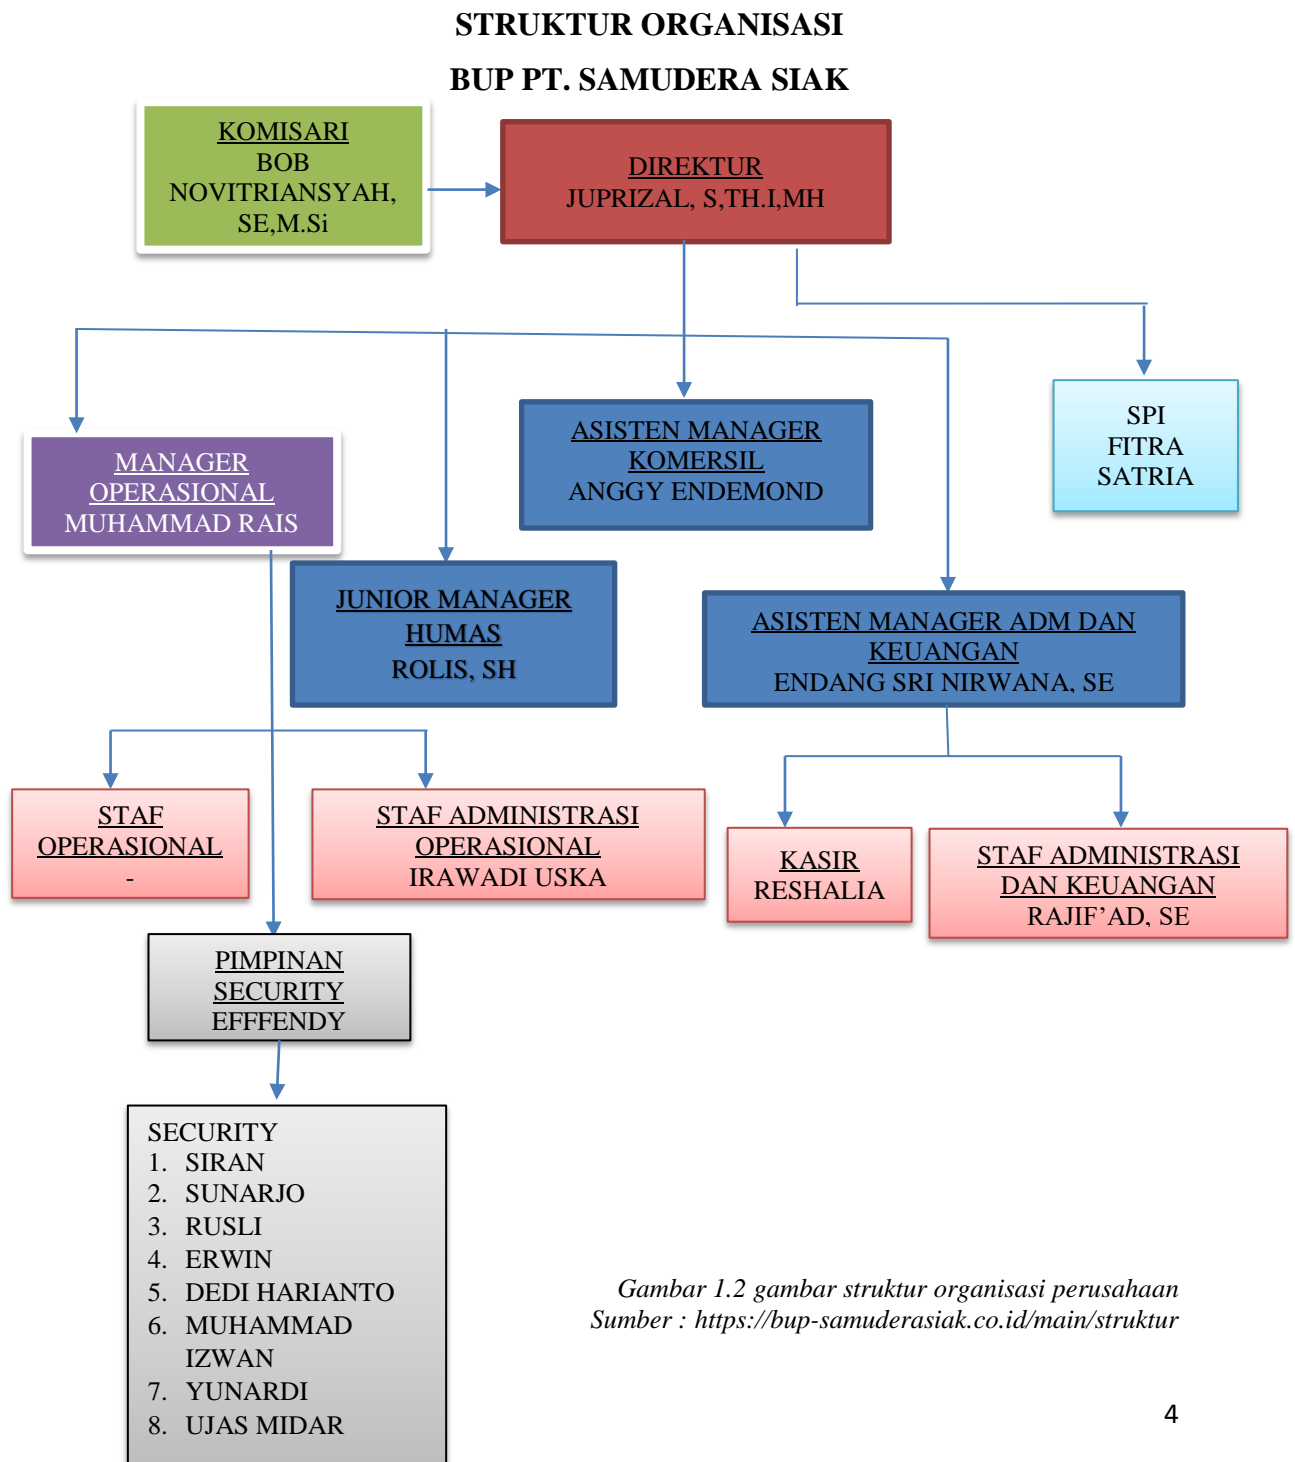 STRUKTUR ORGANISASI
BUP PT. SAMUDERA SIAK
KOMISARI
BOB
NOVITRIANSYAH,
SE,M.Si
DIREKTUR
JUPRIZAL, S,TH.I,MH
SPI
FITRA
SATRIA
ASISTEN MANAGER
KOMERSIL
ANGGY ENDEMOND
MANAGER
OPERASIONAL
MUHAMMAD RAIS
JUNIOR MANAGER
HUMAS
ROLIS, SH
ASISTEN MANAGER ADM DAN
KEUANGAN
ENDANG SRI NIRWANA, SE
STAF
OPERASIONAL
-
STAF ADMINISTRASI
OPERASIONAL
IRAWADI USKA
KASIR
RESHALIA
STAF ADMINISTRASI
DAN KEUANGAN
RAJIF’AD, SE
PIMPINAN
SECURITY
EFFFENDY
SECURITY
1. SIRAN
2. SUNARJO
3. RUSLI
4. ERWIN
5. DEDI HARIANTO
6. MUHAMMAD
IZWAN
7. YUNARDI
8. UJAS MIDAR
Gambar 1.2 gambar struktur organisasi perusahaan
Sumber : https://bup-samuderasiak.co.id/main/struktur
4